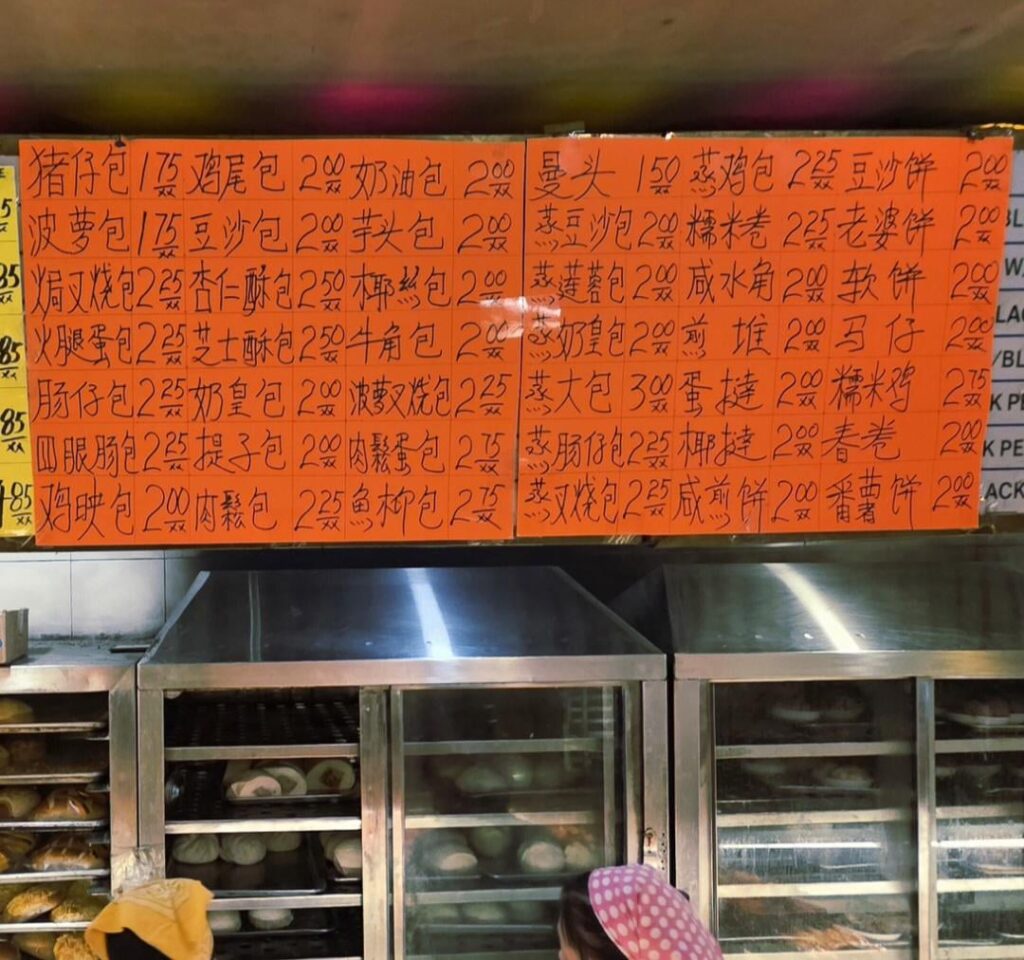 猪仔包 1.75 鸡尾包 2.00 奶油包 2.00
波萝包 1.75 豆沙包 2.00 芋头包 2.00
焗叉烧包 2.25 杏仁酥包 2.50 椰丝包 2.00
火腿蛋包 2.25 芝士酥包 2.50 牛角包 2.00
肠仔包 2.25 奶皇包 2.00 波萝叉烧包 2.25
四眼肠包 2.25 提子包 2.00 肉鬆蛋包 2.75
鸡映包 2.00 肉鬆包 2.25 魚柳包 2.75
曼头 1.50 蒸鸡包 2.25 豆沙饼 2.00
蒸豆沙包 2.00 糯米卷 2.25 老婆饼 2.00
蒸莲蓉包 2.00 咸水角 2.00 软饼 2.00
蒸奶皇包 2.00 煎堆 2.00 马仔 2.00
蒸大包 3.00 蛋挞 2.00 糯米鸡 2.75
蒸肠仔包 2.25 椰挞 2.00 春卷 2.00
蒸叉烧包 2.25 咸煎饼 2.00 番薯饼 2.00